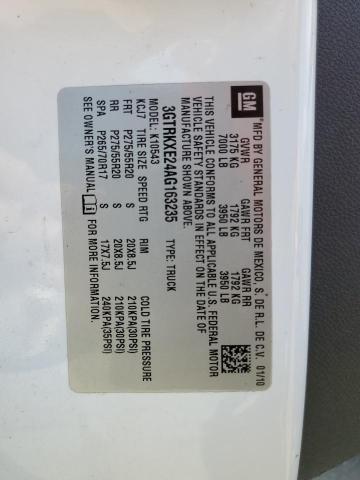 GM MFD BY GENERAL MOTORS DE MEXICO, S. DE R.L. DE C.V. 01/10
GVWR GAWR FRT GAWR RR
3175 KG 1792 KG 1792 KG
7000 LB 3950 LB 3950 LB
THIS VEHICLE CONFORMS TO ALL APPLICABLE U.S. FEDERAL MOTOR
VEHICLE SAFETY STANDARDS IN EFFECT ON THE DATE OF
MANUFACTURE SHOWN ABOVE.
3GTRKXE24AG163235 TYPE: TRUCK
MODEL: K10543
KCJ7 TIRE SIZE SPEED RTG RIM COLD TIRE PRESSURE
FRT P275/55R20 S 20X8.5J 210KPA(30PSI)
RR P275/55R20 S 20X8.5J 210KPA(30PSI)
SPA P265/70R17 S 17X7.5J 240KPA(35PSI)
SEE OWNER'S MANUAL FOR MORE INFORMATION